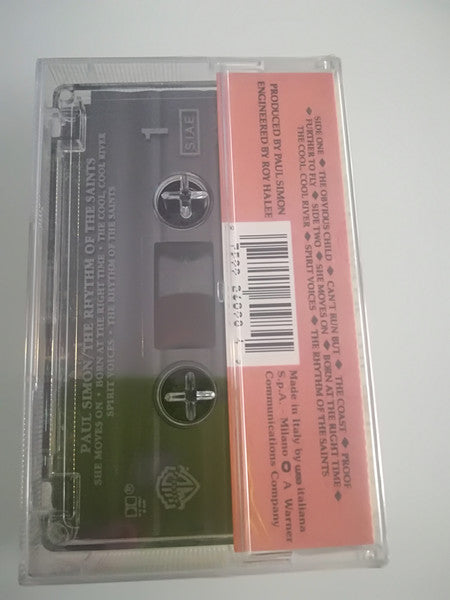 SIDE ONE ◆ THE OBVIOUS CHILD ◆ CAN'T RUN BUT ◆ THE COAST ◆ PROOF
◆ FURTHER TO FLY ◆ SIDE TWO ◆ SHE MOVES ON ◆ BORN AT THE RIGHT TIME ◆
THE COOL, COOL RIVER ◆ SPIRIT VOICES ◆ THE RHYTHM OF THE SAINTS ◆
PRODUCED BY PAUL SIMON
ENGINEERED BY ROY HALEE
Made in Italy by wea italiana
S.p.A. - Milano A Warner
Communications Company
1
SIAE
PAUL SIMON/THE RHYTHM OF THE SAINTS
SHE MOVES ON • BORN AT THE RIGHT TIME • THE COOL, COOL RIVER
SPIRIT VOICES • THE RHYTHM OF THE SAINTS